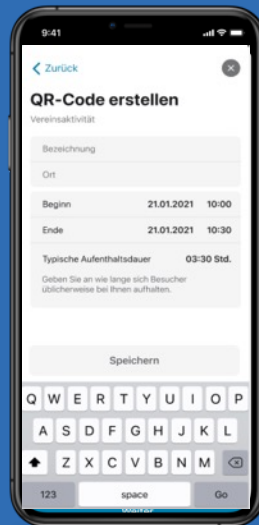 9:41
Zurück
QR-Code erstellen
Vereinsaktivität
Bezeichnung
Ort
Beginn 21.01.2021 10:00
Ende 21.01.2021 10:30
Typische Aufenthaltsdauer 03:30 Std.
Geben Sie an wie lange sich Besucher
üblicherweise bei Ihnen aufhalten.
Speichern
Q W E R T Y U I O P
A S D F G H J K L
Z X C V B N M
123 space Go
Weiter